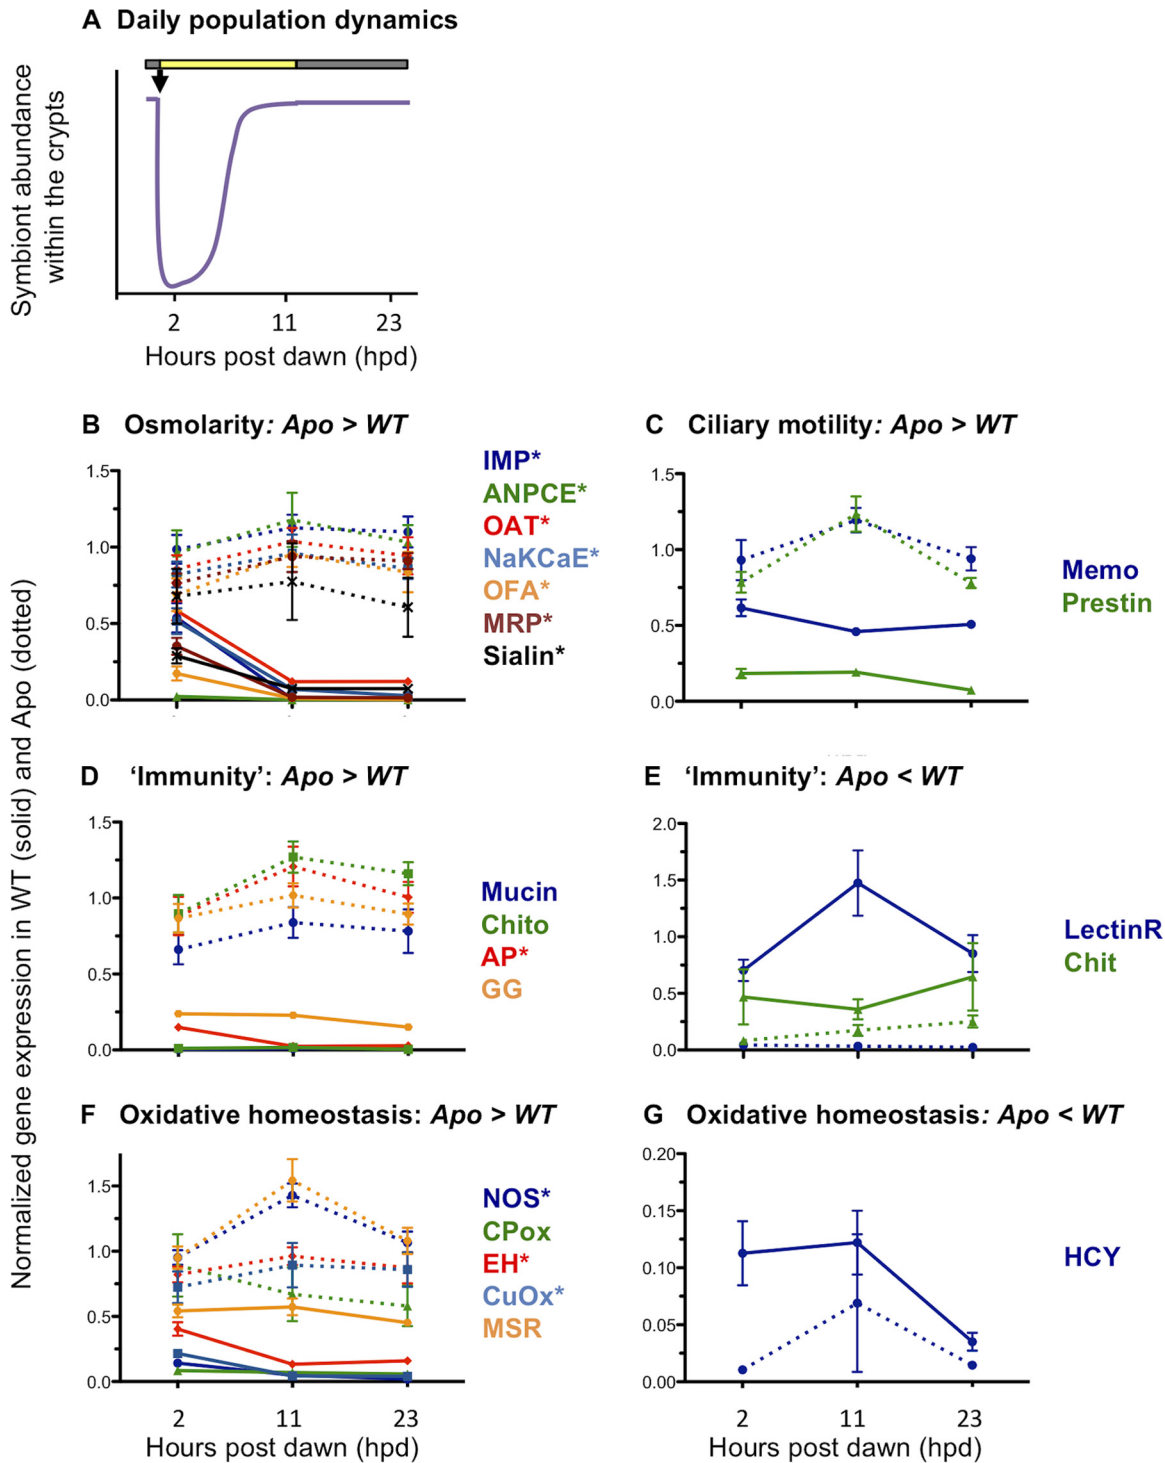 A Daily population dynamics
Symbiont abundance
within the crypts
2 11 23
Hours post dawn (hpd)
Normalized gene expression in WT (solid) and Apo (dotted)
B Osmolarity: Apo > WT
1.5
1.0
0.5
0.0
IMP*
ANPCE*
OAT*
NaKCaE*
OFA*
MRP*
Sialin*
C Ciliary motility: Apo > WT
1.5
1.0
0.5
0.0
Memo
Prestin
D ‘Immunity’: Apo > WT
1.5
1.0
0.5
0.0
Mucin
Chito
AP*
GG
E ‘Immunity’: Apo < WT
2.0
1.5
1.0
0.5
0.0
LectinR
Chit
F Oxidative homeostasis: Apo > WT
1.5
1.0
0.5
0.0
2 11 23
Hours post dawn (hpd)
NOS*
CPox
EH*
CuOx*
MSR
G Oxidative homeostasis: Apo < WT
0.20
0.15
0.10
0.05
0.00
2 11 23
Hours post dawn (hpd)
HCY